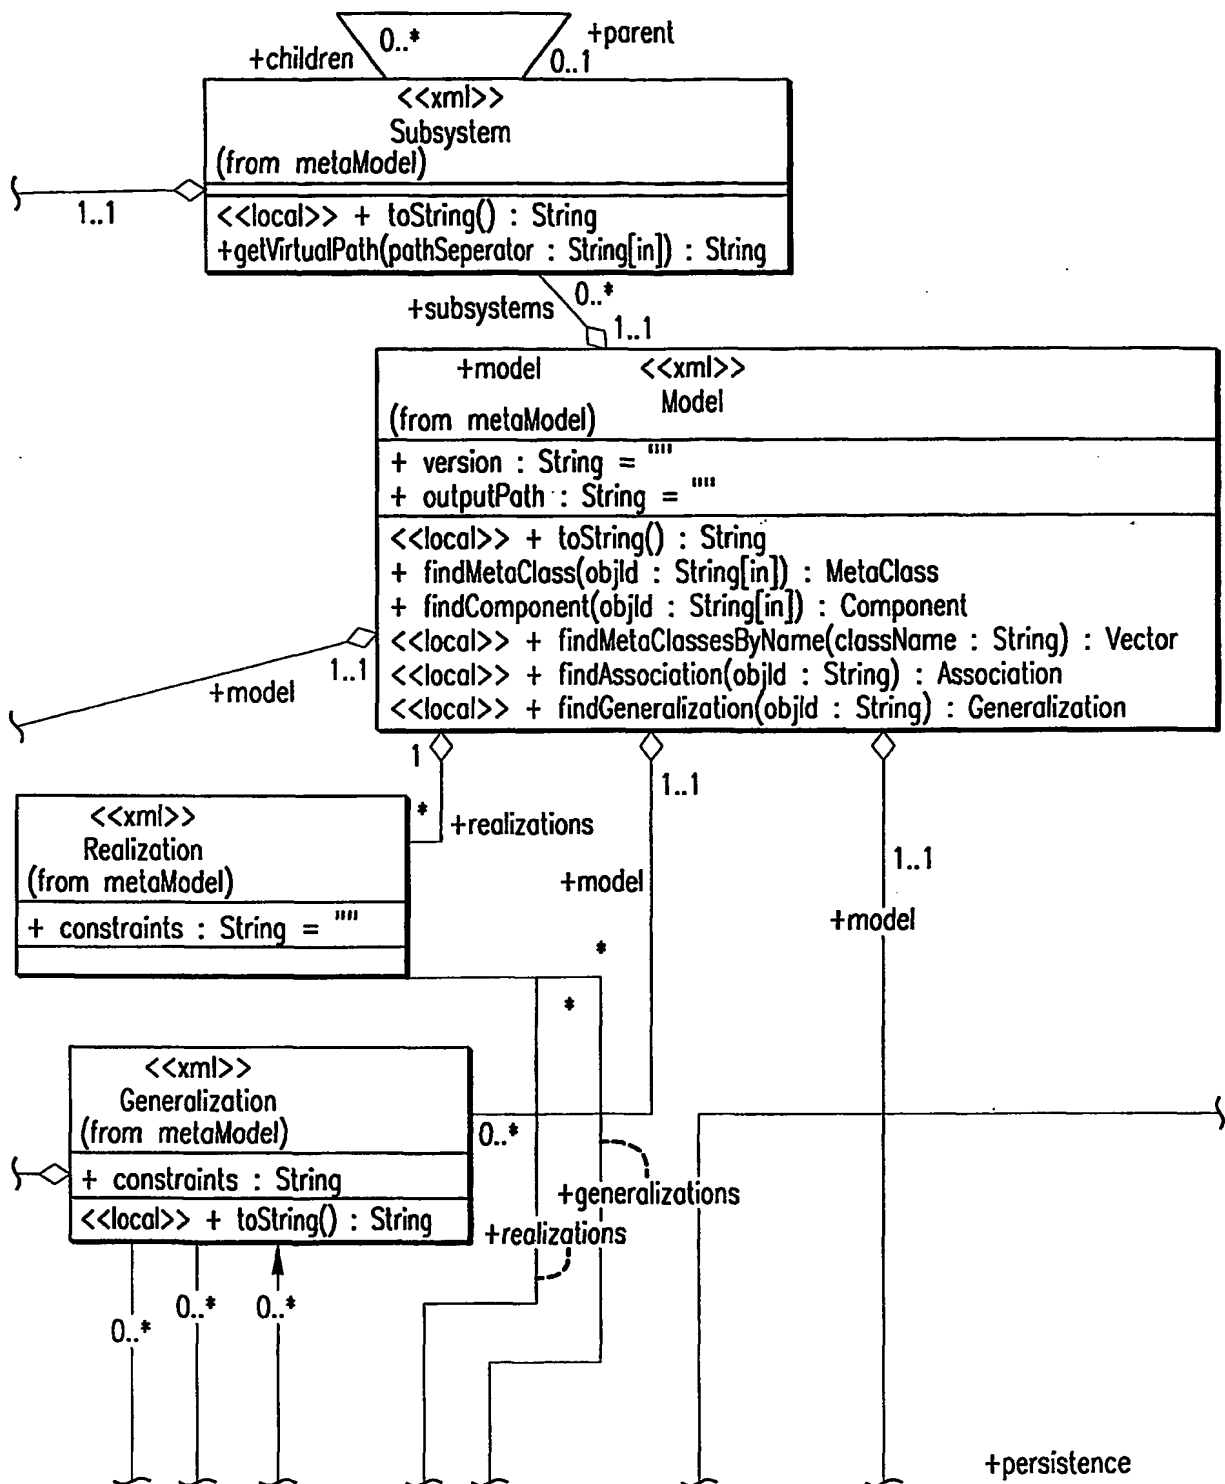 +children
0..*
+parent
0..1
<<xml>>
Subsystem
(from metaModel)
1..1
<<local>> + toString() : String
+getVirtualPath(pathSeperator : String[in]) : String
+subsystems
0..*
1..1
+model
<<xml>>
Model
(from metaModel)
+ version : String = ""
+ outputPath : String = ""
<<local>> + toString() : String
+ findMetaClass(objId : String[in]) : MetaClass
+ findComponent(objId : String[in]) : Component
<<local>> + findMetaClassesByName(className : String) : Vector
<<local>> + findAssociation(objId : String) : Association
<<local>> + findGeneralization(objId : String) : Generalization
1..1
+model
1
*
+realizations
1..1
+model
1..1
+model
<<xml>>
Realization
(from metaModel)
+ constraints : String = ""
*
*
<<xml>>
Generalization
(from metaModel)
+ constraints : String
<<local>> + toString() : String
0..*
+generalizations
+realizations
0..*
0..*
0..*
+persistence